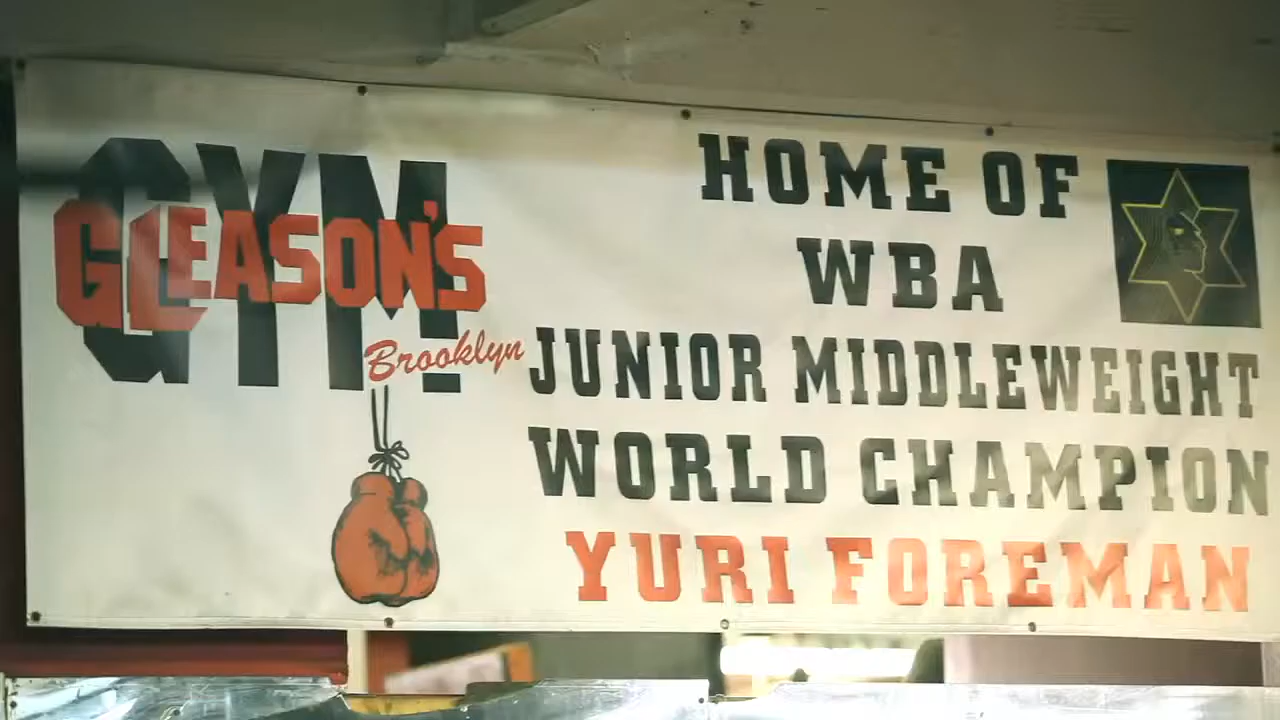 GYM
GLEASON'S
Brooklyn
HOME OF
WBA
JUNIOR MIDDLEWEIGHT
WORLD CHAMPION
YURI FOREMAN